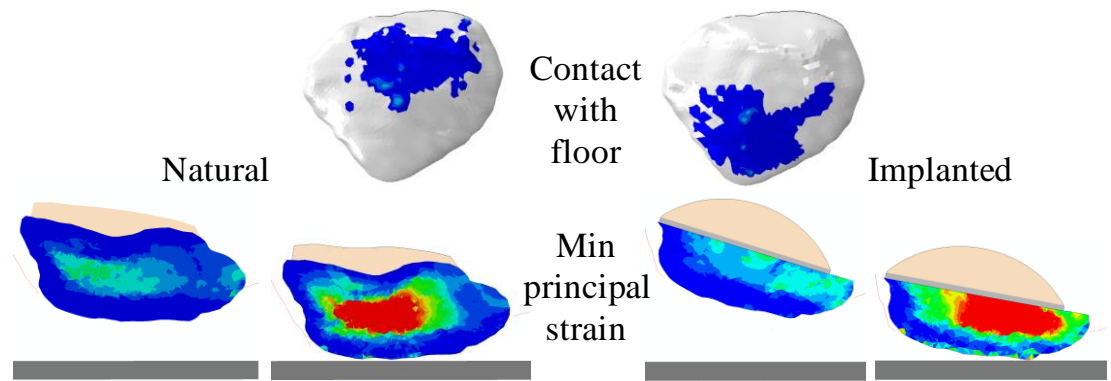 Contact
with
floor
Natural
Implanted
Min
principal
strain